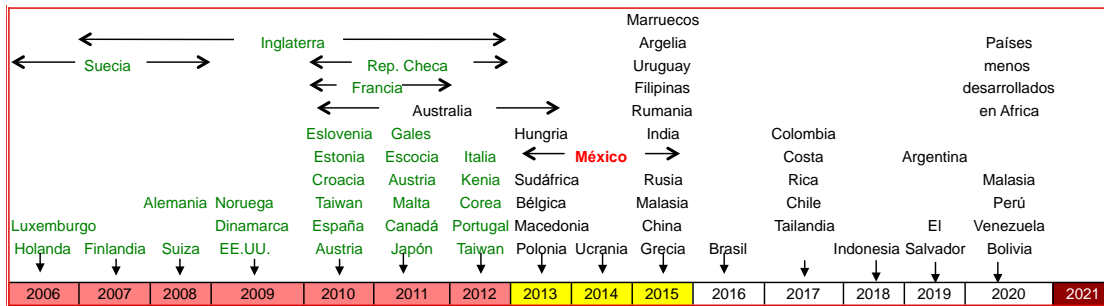 Marruecos
Inglaterra Argelia Países
Suecia Rep. Checa Uruguay menos
Francia Filipinas desarrollados
Australia Rumania en Africa
Eslovenia Gales Hungria India Colombia
Estonia Escocia Italia México Costa Argentina
Croacia Austria Kenia Sudáfrica Rusia Rica Malasia
Alemania Noruega Taiwan Malta Corea Bélgica Malasia Chile Perú
Luxemburgo Dinamarca España Canadá Portugal Macedonia China Tailandia El Venezuela
Holanda Finlandia Suiza EE.UU. Austria Japón Taiwan Polonia Ucrania Grecia Brasil Indonesia Salvador Bolivia
2006 2007 2008 2009 2010 2011 2012 2013 2014 2015 2016 2017 2018 2019 2020 2021